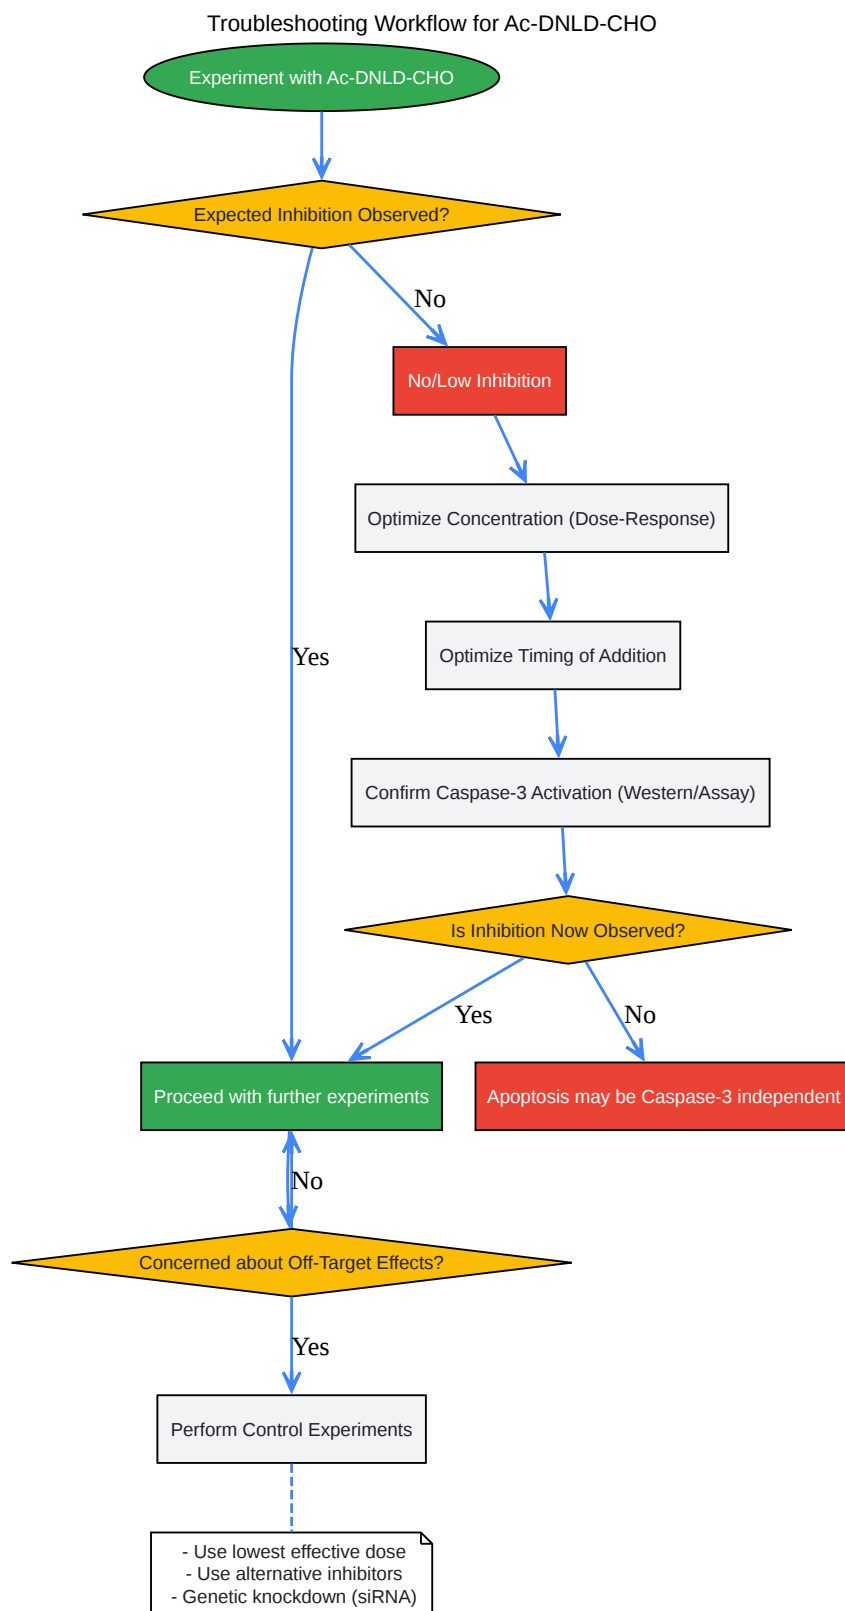 Troubleshooting Workflow for Ac-DNLD-CHO
Experiment with Ac-DNLD-CHO
Expected Inhibition Observed?
No
No/Low Inhibition
Optimize Concentration (Dose-Response)
Optimize Timing of Addition
Yes
Confirm Caspase-3 Activation (Western/Assay)
Is Inhibition Now Observed?
Yes
No
Proceed with further experiments
Apoptosis may be Caspase-3 independent
No
Concerned about Off-Target Effects?
Yes
Perform Control Experiments
- Use lowest effective dose
- Use alternative inhibitors
- Genetic knockdown (siRNA)